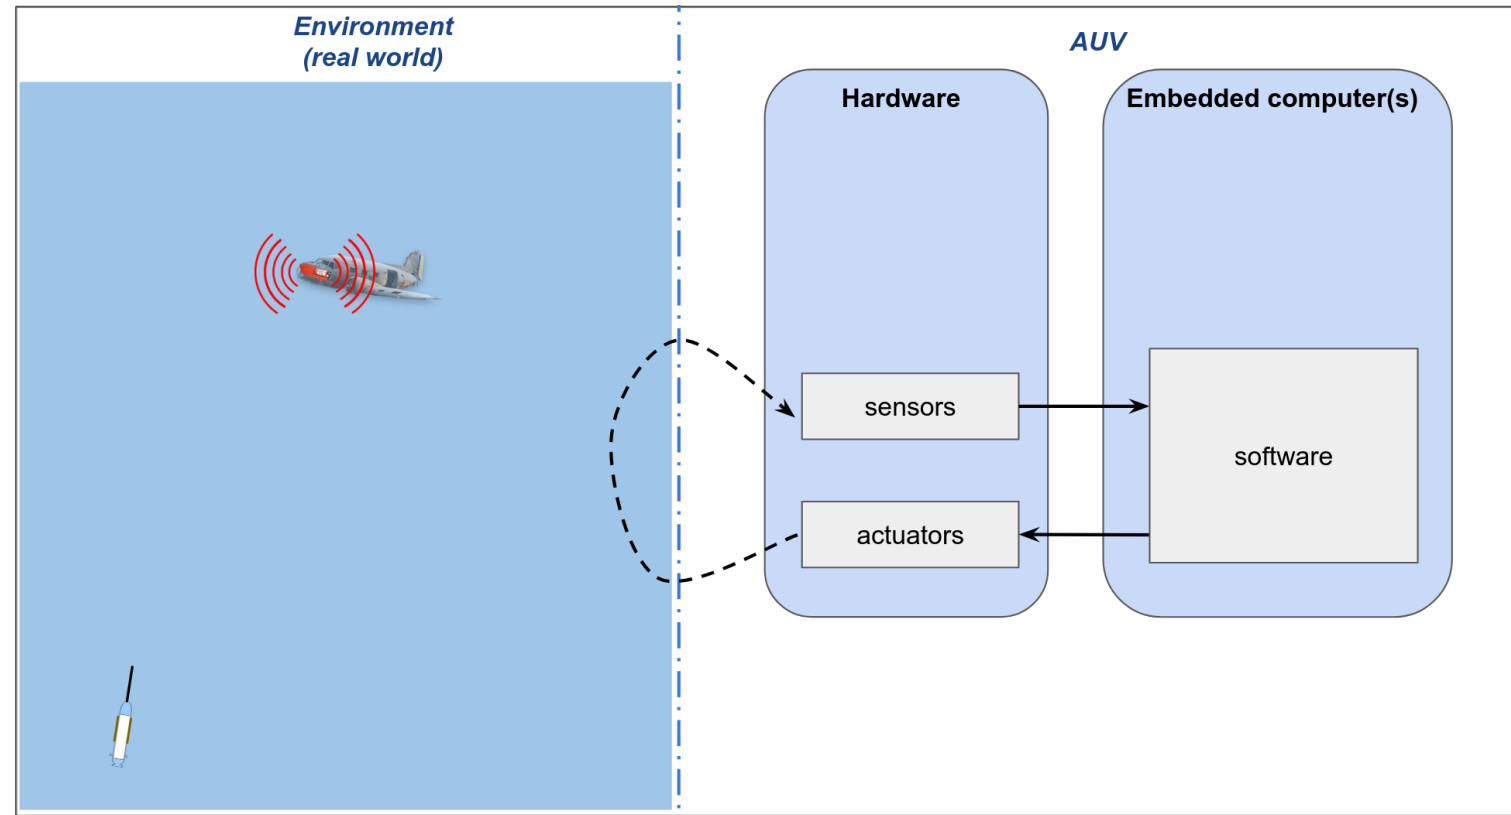 Environment
(real world)
AUV
Hardware
Embedded computer(s)
sensors
software
actuators